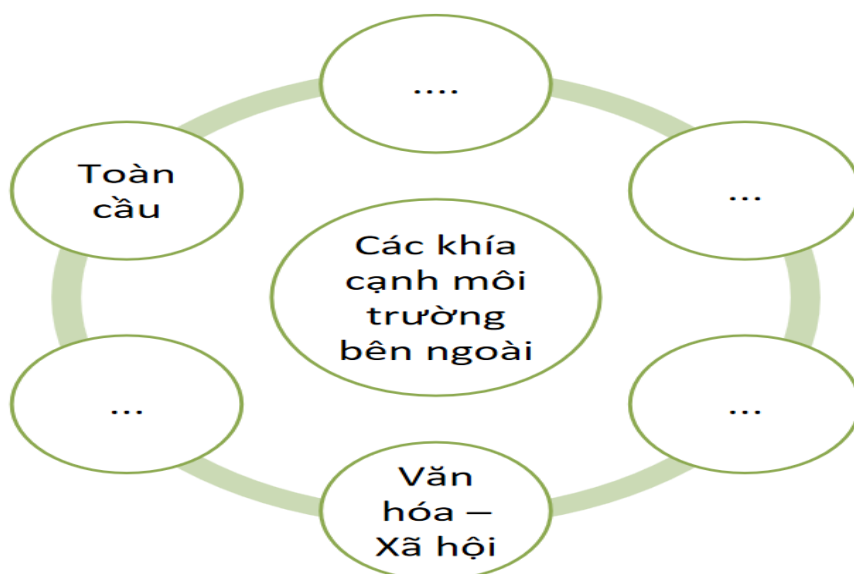 ....
Toàn
cầu
...
Các khía
cạnh môi
trường
bên ngoài
...
...
Văn
hóa –
Xã hội